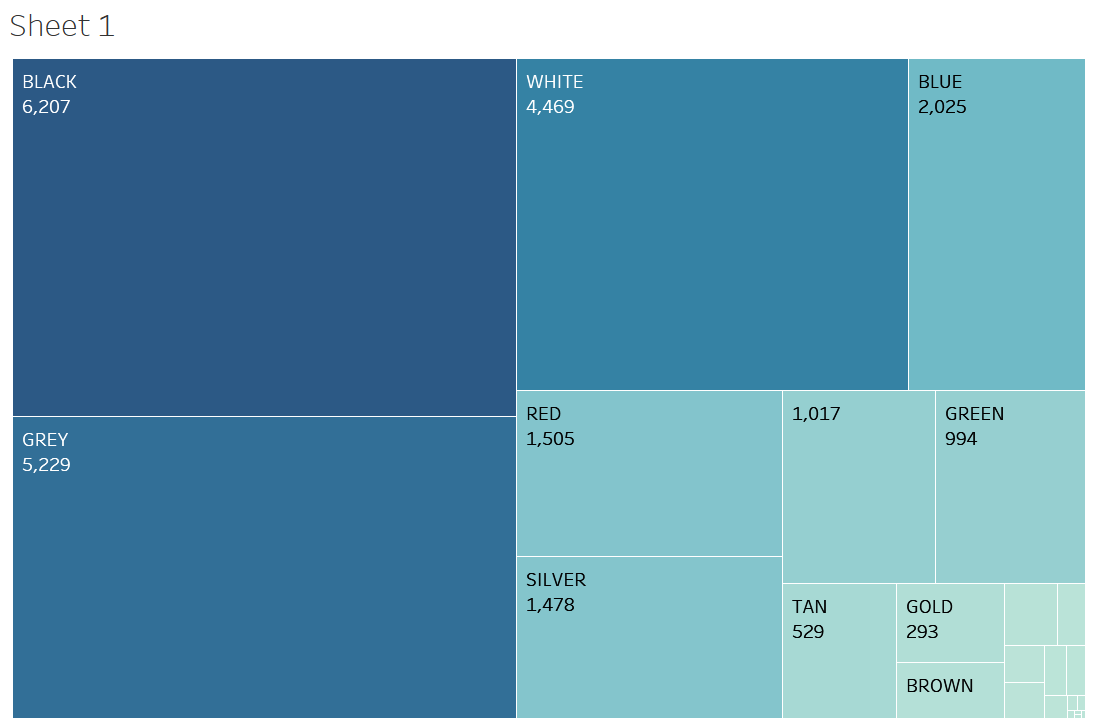 Sheet 1
BLACK
6,207
WHITE
4,469
BLUE
2,025
GREY
5,229
RED
1,505
1,017
GREEN
994
SILVER
1,478
TAN
529
GOLD
293
BROWN